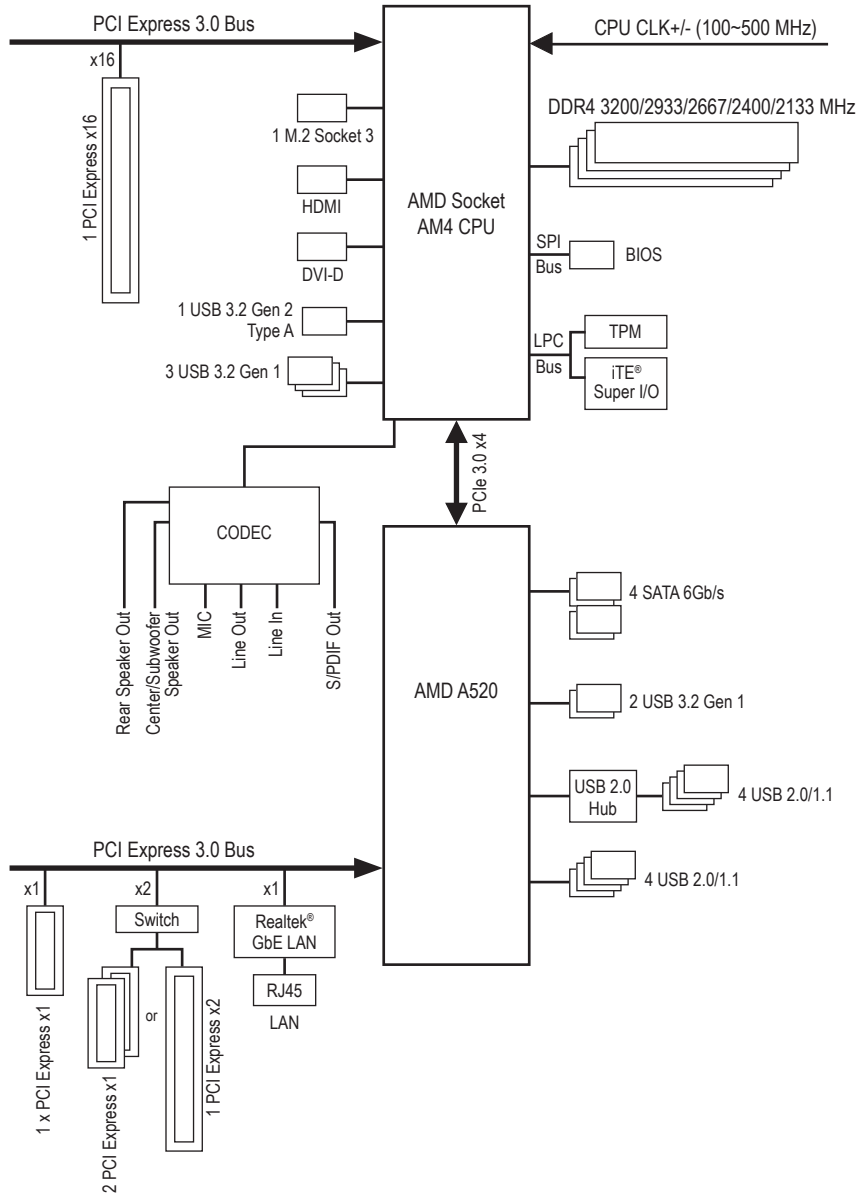 PCI Express 3.0 Bus
CPU CLK+/- (100~500 MHz)
x16
1 PCI Express x16
DDR4 3200/2933/2667/2400/2133 MHz
1 M.2 Socket 3
HDMI
DVI-D
1 USB 3.2 Gen 2
Type A
3 USB 3.2 Gen 1
AMD Socket
AM4 CPU
SPI
Bus
BIOS
LPC
Bus
TPM
iTE®
Super I/O
PCIe 3.0 x4
CODEC
Rear Speaker Out
Center/Subwoofer
Speaker Out
MIC
Line Out
Line In
S/PDIF Out
AMD A520
4 SATA 6Gb/s
2 USB 3.2 Gen 1
USB 2.0
Hub
4 USB 2.0/1.1
4 USB 2.0/1.1
PCI Express 3.0 Bus
x1
x2
x1
Switch
Realtek®
GbE LAN
RJ45
LAN
or
1 x PCI Express x1
2 PCI Express x1
1 PCI Express x2